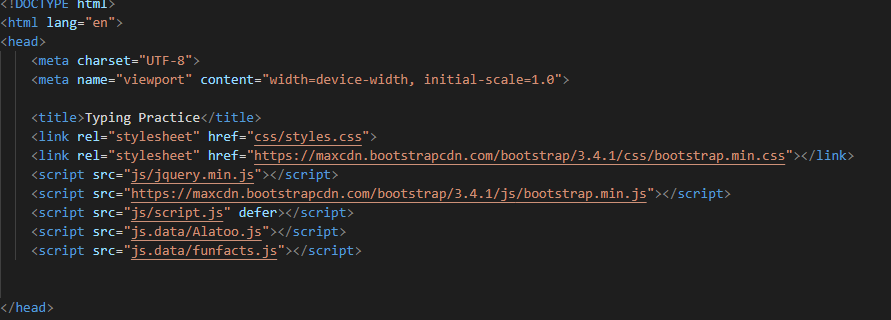 <!DOCTYPE html>
<html lang="en">
<head>
    <meta charset="UTF-8">
    <meta name="viewport" content="width=device-width, initial-scale=1.0">

    <title>Typing Practice</title>
    <link rel="stylesheet" href="css/styles.css">
    <link rel="stylesheet" href="https://maxcdn.bootstrapcdn.com/bootstrap/3.4.1/css/bootstrap.min.css"></link>
    <script src="js/jquery.min.js"></script>
    <script src="https://maxcdn.bootstrapcdn.com/bootstrap/3.4.1/js/bootstrap.min.js"></script>
    <script src="js/script.js" defer></script>
    <script src="js.data/Alatoo.js"></script>
    <script src="js.data/funfacts.js"></script>

</head>